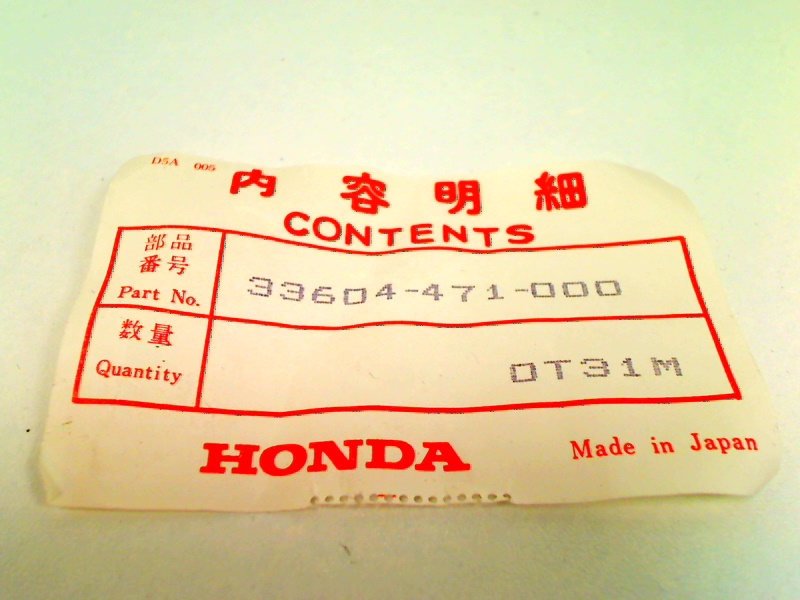 D5A 005
内容明細
CONTENTS
部品
番号
Part No.
33604-471-000
数量
Quantity
0T31M
HONDA
Made in Japan